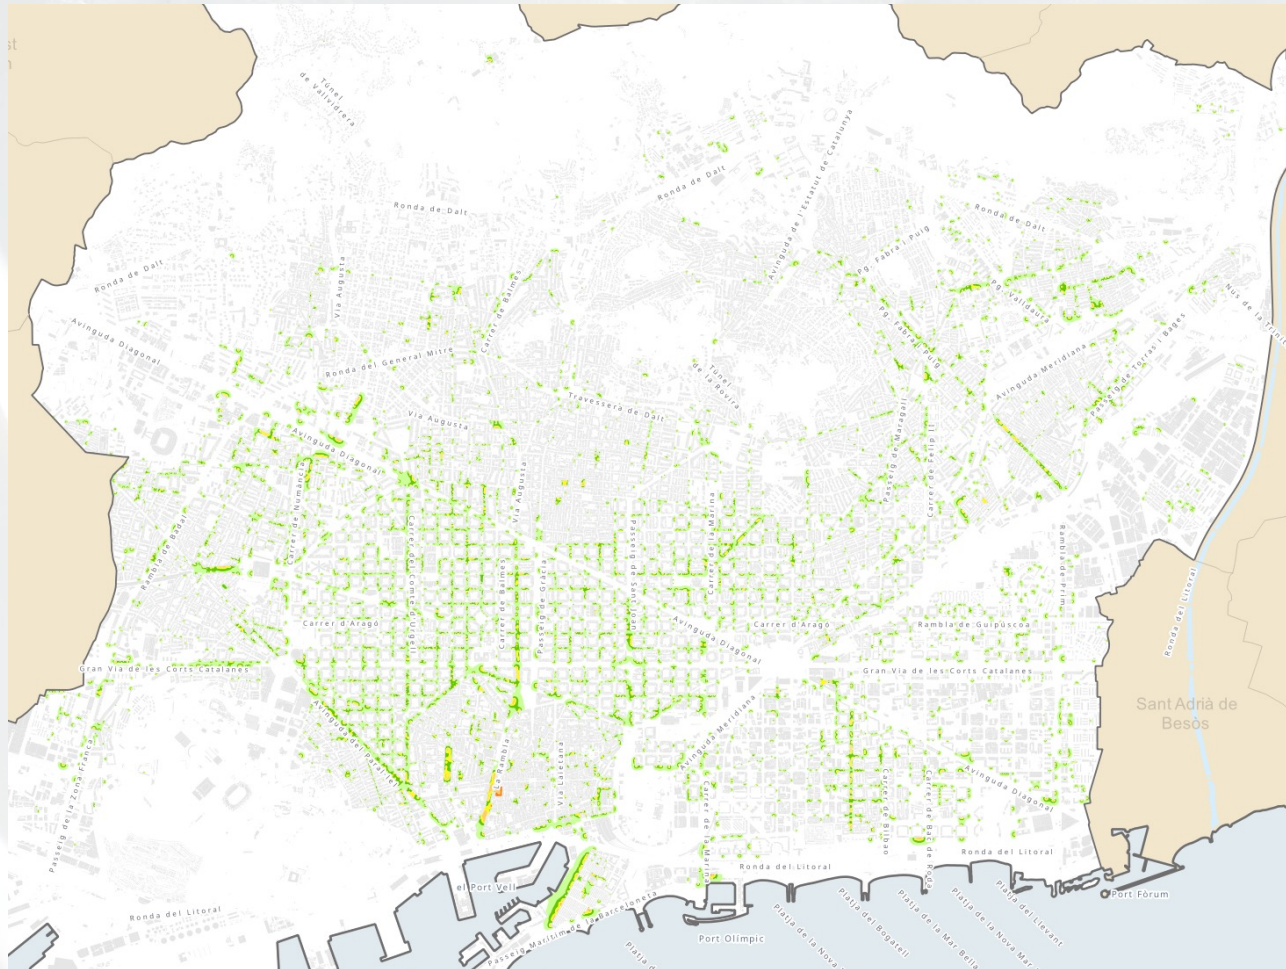 Túnel
de Vallvidrera
Ronda de Dalt
Avinguda de l'Estatut de Catalunya
Ronda de Dalt
Ronda de Dalt
Pg. Fabra i Puig
Ronda de Dalt
Via Augusta
Carrer de Balmes
Pg. Valldaura
Nus de la Trinit
Avinguda Diagonal
Pg. Fabra i Puig
Passeig de Torras i Bages
Ronda del General Mitre
Avinguda Meridiana
Túnel
de la Rovira
Travessera de Dalt
Via Augusta
Avinguda Diagonal
Passeig de Maragall
Carrer de Felip II
Carrer de Numància
Via Augusta
Carrer de la Marina
Rambla de Badal
Carrer del Comte d'Urgell
Passeig de Sant Joan
Rambla de Prim
Carrer de Balmes
Passeig de Gràcia
Carrer d'Aragó
Avinguda Diagonal
Carrer d'Aragó
Rambla de Guipúscoa
Ronda del Litoral
Gran Via de les Corts Catalanes
Gran Via de les Corts Catalanes
Sant Adrià de
Besòs
Avinguda del Paral·lel
Avinguda Meridiana
La Rambla
Via Laietana
Passeig de la Zona Franca
Avinguda Diagonal
Carrer de la Marina
Carrer de Bilbao
Carrer de Bac de Roda
Ronda del Litoral
Ronda del Litoral
el Port Vell
Port Fòrum
Ronda del Litoral
Passeig Marítim de la Barceloneta
Port Olímpic
Platja de la Nova
Platja del Bogatell
Platja de la Mar Bella
Platja de la Nova Mar
Platja del Llevant
Platja d